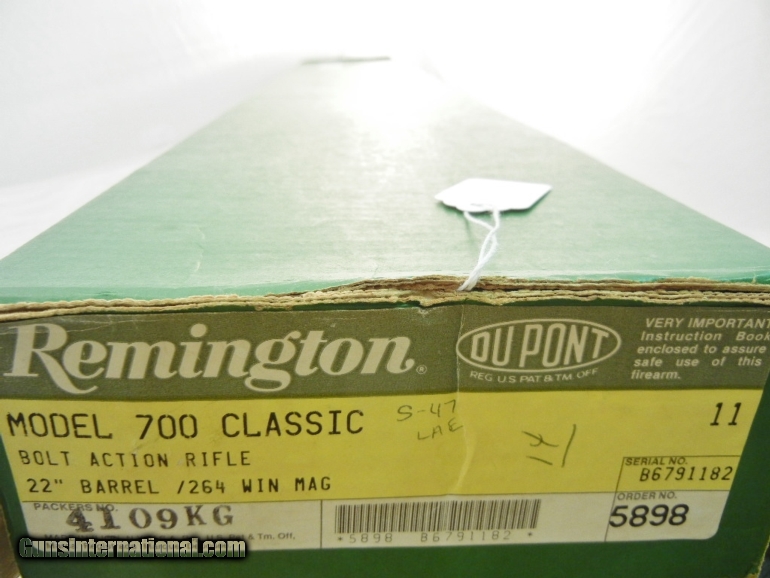 Remington®
DU PONT
REG. U.S. PAT. & T.M. OFF.
VERY IMPORTANT
Instruction Book
enclosed to assure
safe use of this
firearm.
MODEL 700 CLASSIC
S-47
LAE
11
BOLT ACTION RIFLE
SERIAL NO.
B6791182
22" BARREL /264 WIN MAG
PACKERS NO.
4109KG
ORDER NO.
5898
*5898 B6791182 *
& Tm. Off.
GunsInternational.com